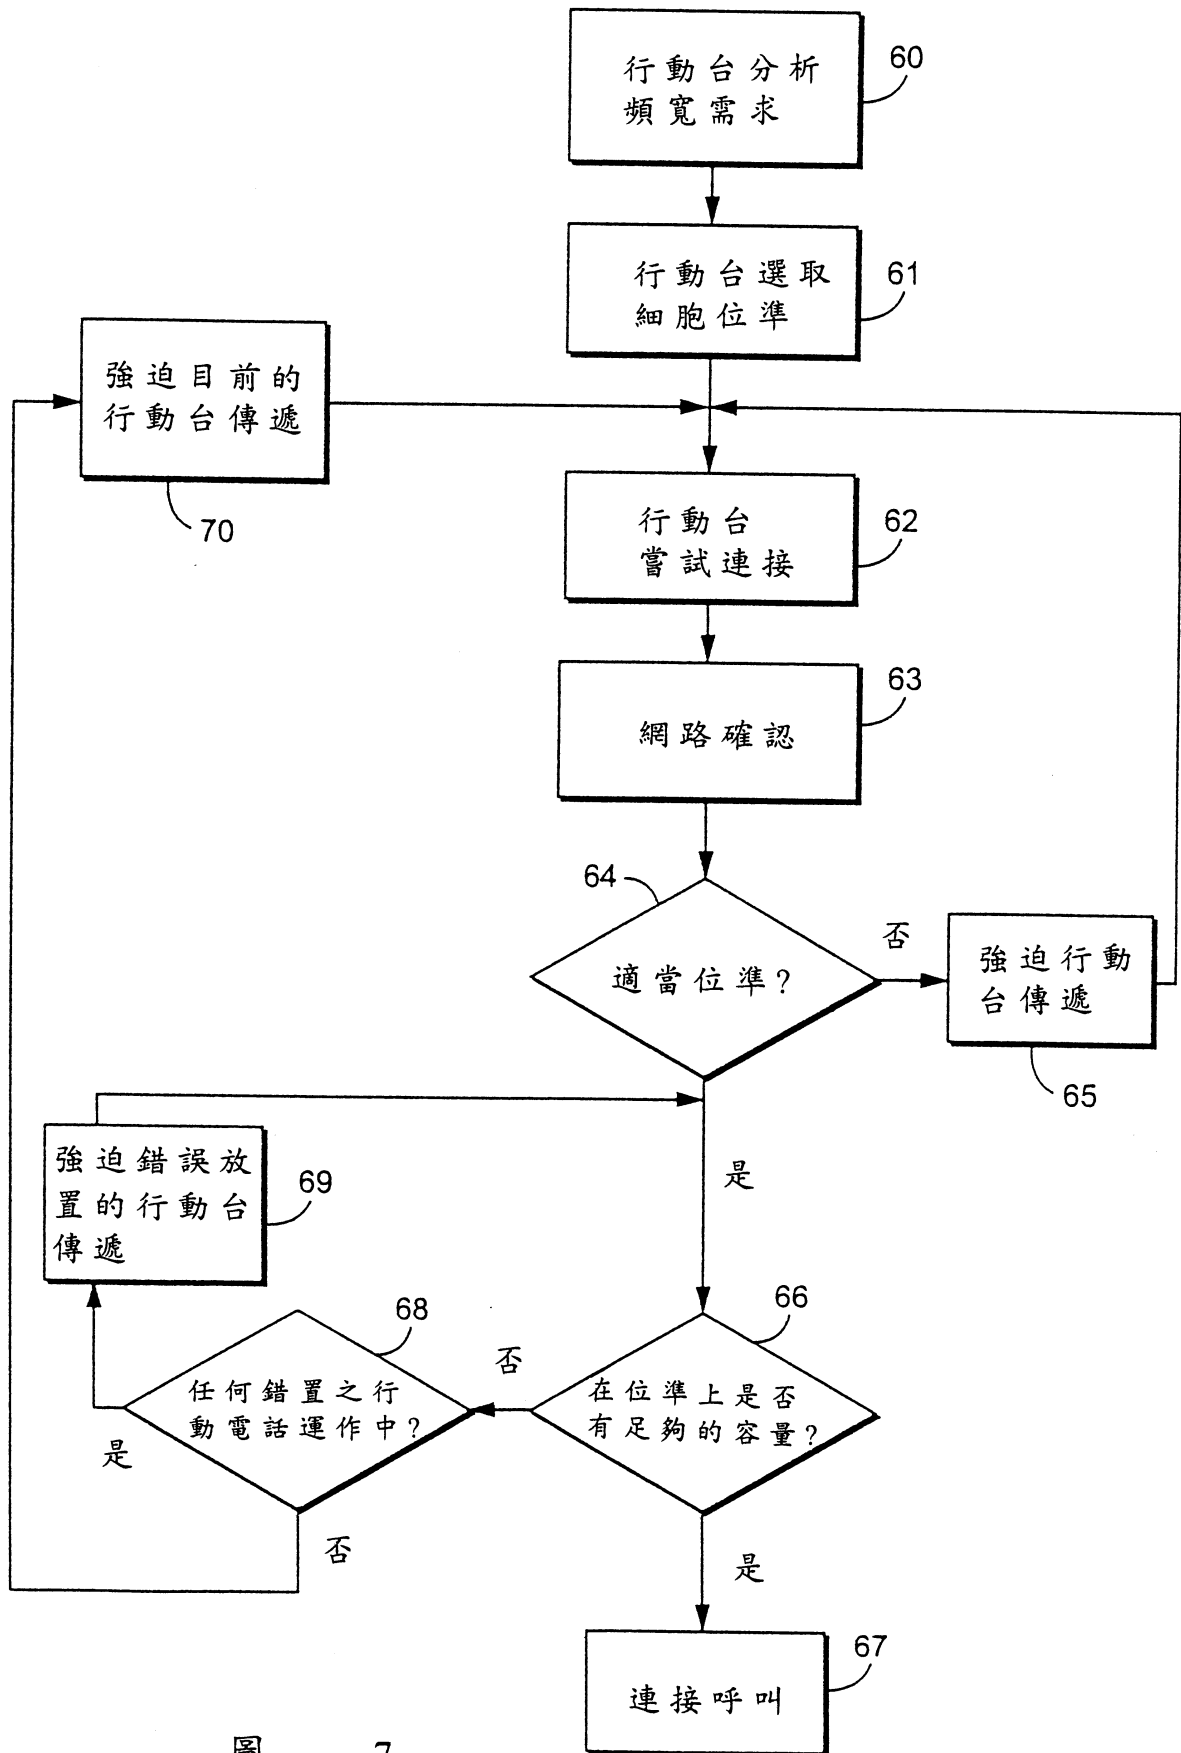 行動台分析
頻寬需求
60
行動台選取
細胞位準
61
強迫目前的
行動台傳遞
70
行動台
嘗試連接
62
網路確認
63
64
適當位準?
否
強迫行動
台傳遞
65
是
強迫錯誤放
置的行動台
傳遞
69
66
在位準上是否
有足夠的容量?
否
68
任何錯置之行
動電話運作中?
是
否
是
連接呼叫
67
圖 7